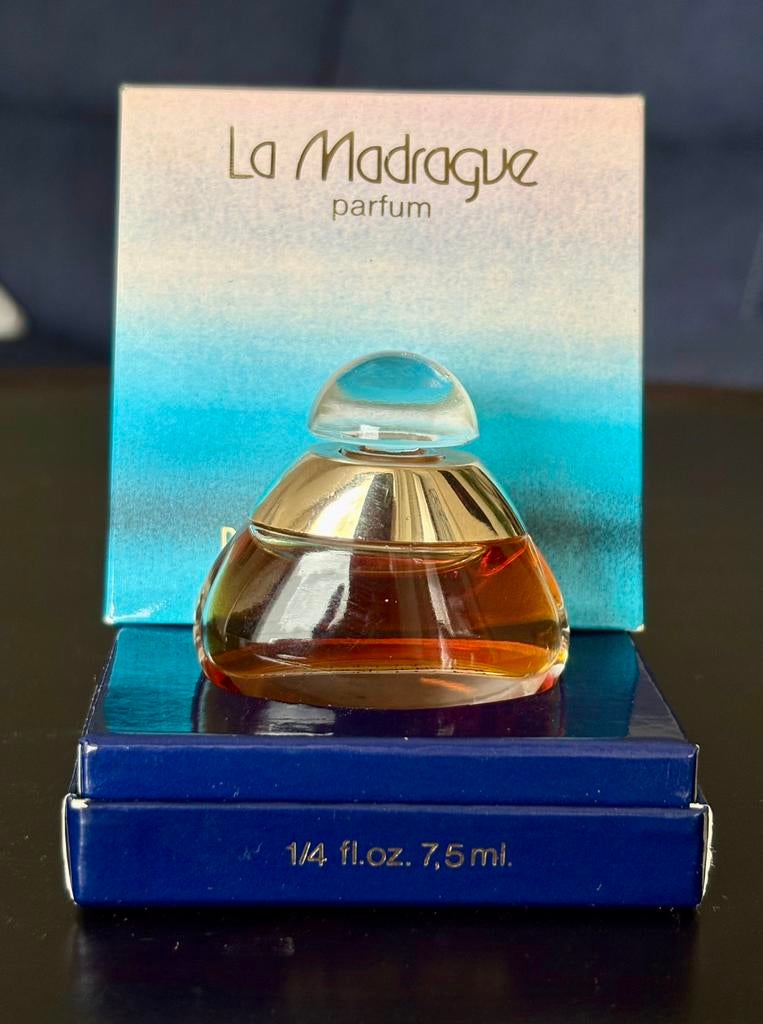 La Madrague
parfum
1/4 fl.oz. 7,5 ml.